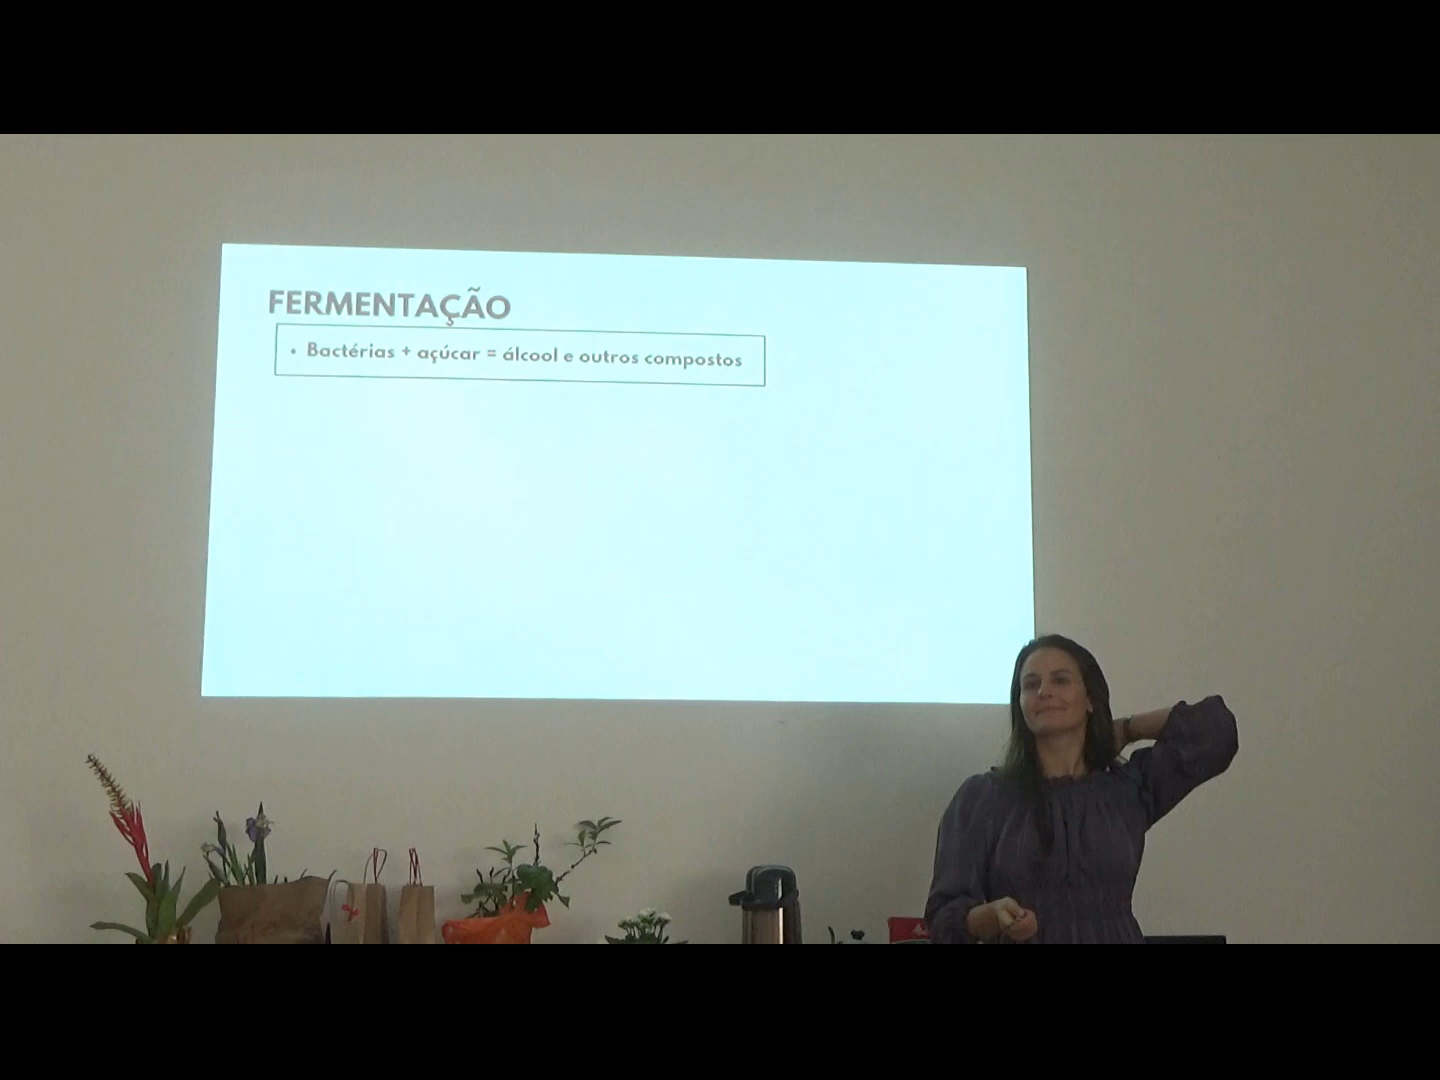 FERMENTAÇÃO
• Bactérias + açúcar = álcool e outros compostos